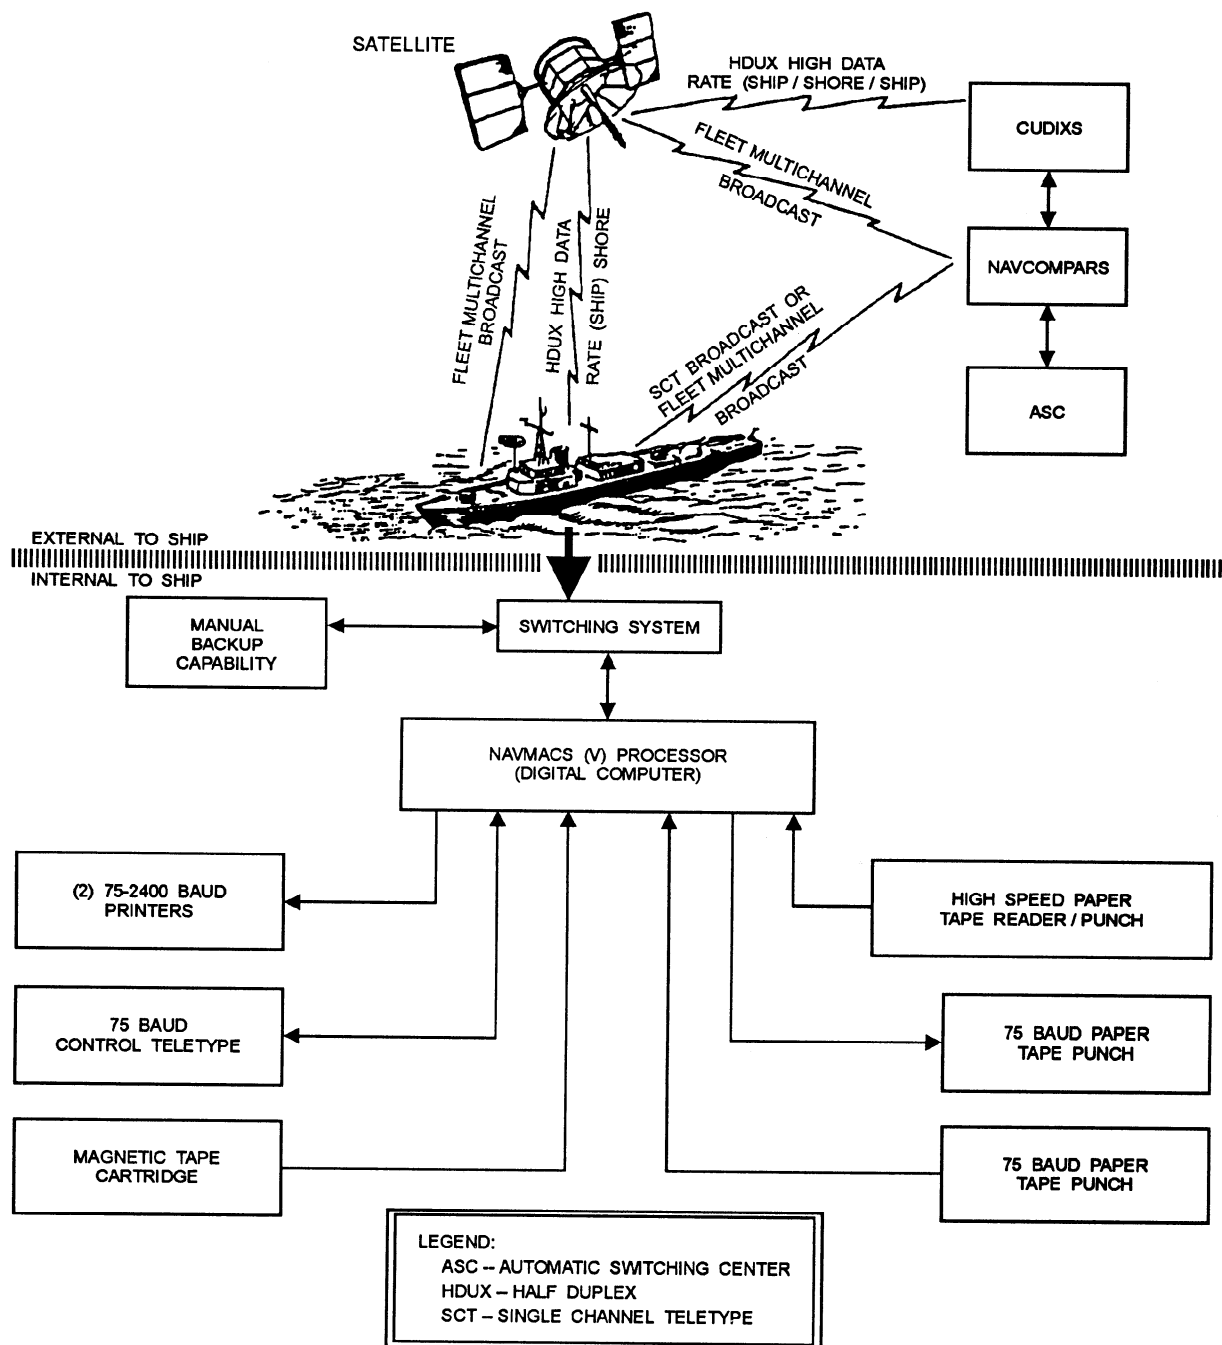 SATELLITE
HDUX HIGH DATA
RATE (SHIP / SHORE / SHIP)
CUDIXS
FLEET MULTICHANNEL
BROADCAST
NAVCOMPARS
FLEET MULTICHANNEL
BROADCAST
HDUX HIGH DATA
RATE (SHIP) SHORE
SCT BROADCAST OR
FLEET MULTICHANNEL
BROADCAST
ASC
EXTERNAL TO SHIP
INTERNAL TO SHIP
MANUAL
BACKUP
CAPABILITY
SWITCHING SYSTEM
NAVMACS (V) PROCESSOR
(DIGITAL COMPUTER)
(2) 75-2400 BAUD
PRINTERS
HIGH SPEED PAPER
TAPE READER / PUNCH
75 BAUD
CONTROL TELETYPE
75 BAUD PAPER
TAPE PUNCH
MAGNETIC TAPE
CARTRIDGE
75 BAUD PAPER
TAPE PUNCH
LEGEND:
ASC – AUTOMATIC SWITCHING CENTER
HDUX – HALF DUPLEX
SCT – SINGLE CHANNEL TELETYPE